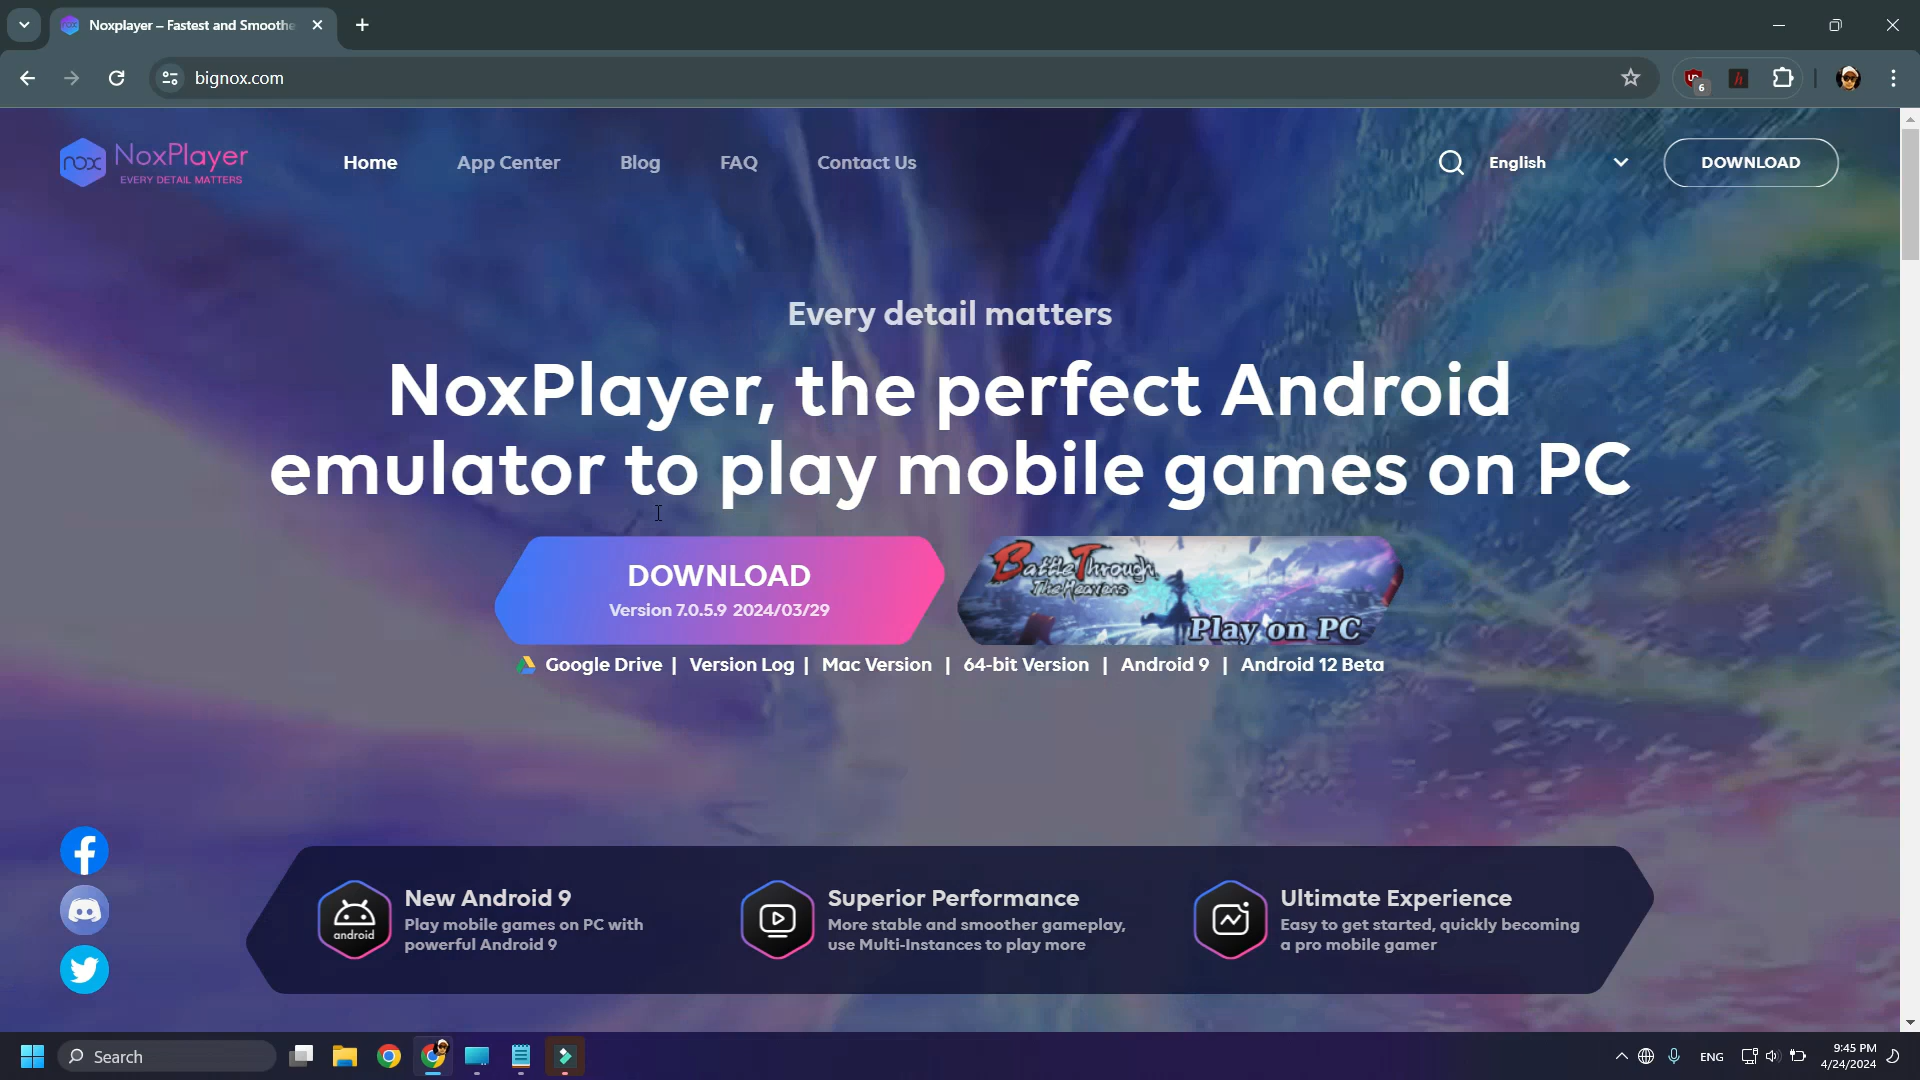 Noxplayer – Fastest and Smoothe
bignox.com
6
nox NoxPlayer
EVERY DETAIL MATTERS
Home App Center Blog FAQ Contact Us English DOWNLOAD
Every detail matters
NoxPlayer, the perfect Android
emulator to play mobile games on PC
DOWNLOAD
Version 7.0.5.9 2024/03/29
Battle Through
The Heavens
Play on PC
Google Drive | Version Log | Mac Version | 64-bit Version | Android 9 | Android 12 Beta
android
New Android 9
Play mobile games on PC with
powerful Android 9
Superior Performance
More stable and smoother gameplay,
use Multi-Instances to play more
Ultimate Experience
Easy to get started, quickly becoming
a pro mobile gamer
Search
ENG
9:45 PM
4/24/2024